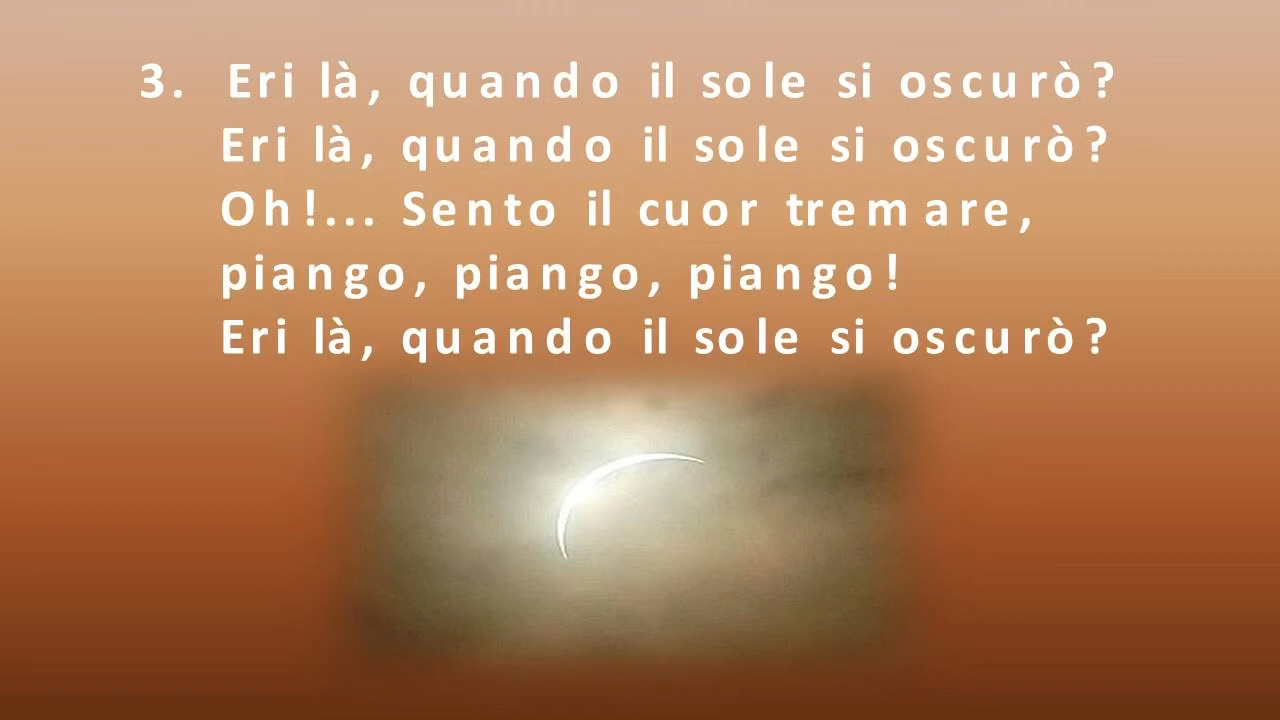 3. Eri là, quando il sole si oscurò?
Eri là, quando il sole si oscurò?
Oh!... Sento il cuor tremare,
piango, piango, piango!
Eri là, quando il sole si oscurò?